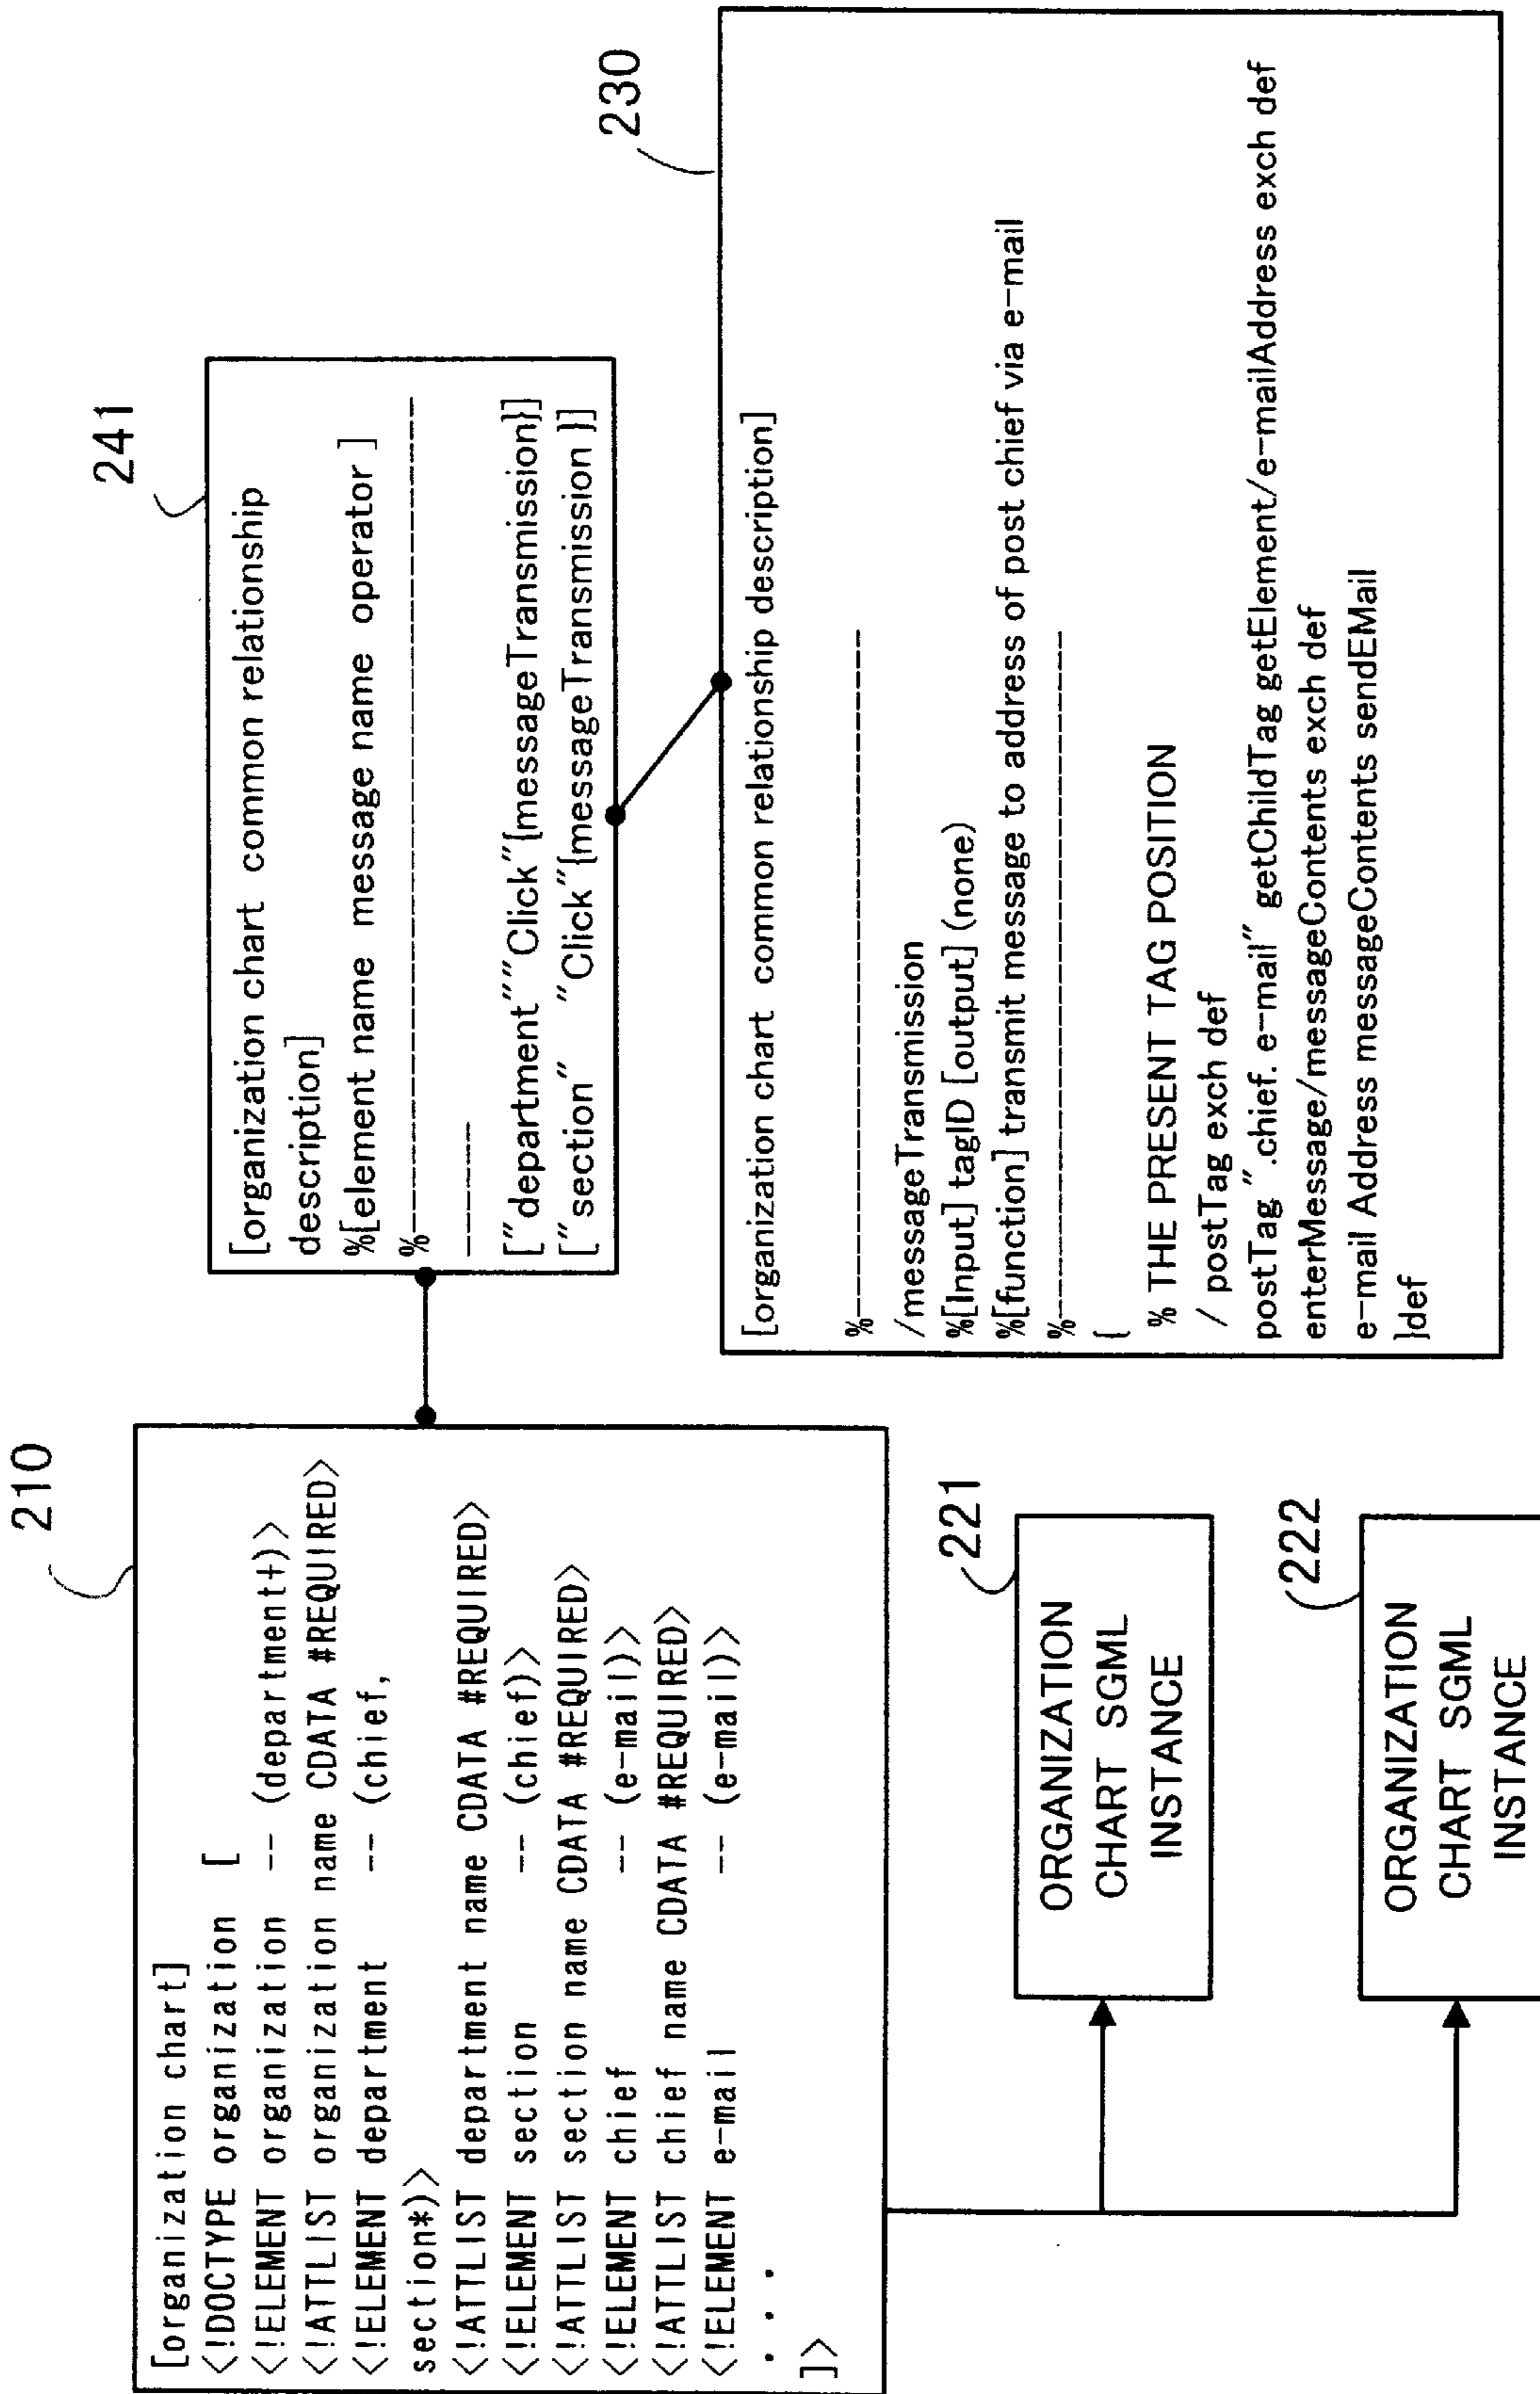 210
[organization chart]
<!DOCTYPE organization [
<!ELEMENT organization -- (department+)>
<!ATTLIST organization name CDATA #REQUIRED>
<!ELEMENT department -- (chief,
section*)>
<!ATTLIST department name CDATA #REQUIRED>
<!ELEMENT section -- (chief)>
<!ATTLIST section name CDATA #REQUIRED>
<!ELEMENT chief -- (e-mail)>
<!ATTLIST chief name CDATA #REQUIRED>
<!ELEMENT e-mail -- (e-mail)>
...
]>
221
ORGANIZATION
CHART SGML
INSTANCE
222
ORGANIZATION
CHART SGML
INSTANCE
241
[organization chart common relationship
description]
%[element name message name operator ]
%--------------------------------
------
["department""Click"{messageTransmission}]
["section" "Click"{messageTransmission }]
230
[organization chart common relationship description]
%--------------------------------
/messageTransmission
%[Input] tagID [output] (none)
%[function] transmit message to address of post chief via e-mail
%--------------------------------
{
% THE PRESENT TAG POSITION
/ postTag exch def
postTag ".chief. e-mail" getChildTag getElement/e-mailAddress exch def
enterMessage/messageContents exch def
e-mail Address messageContents sendEMail
}def